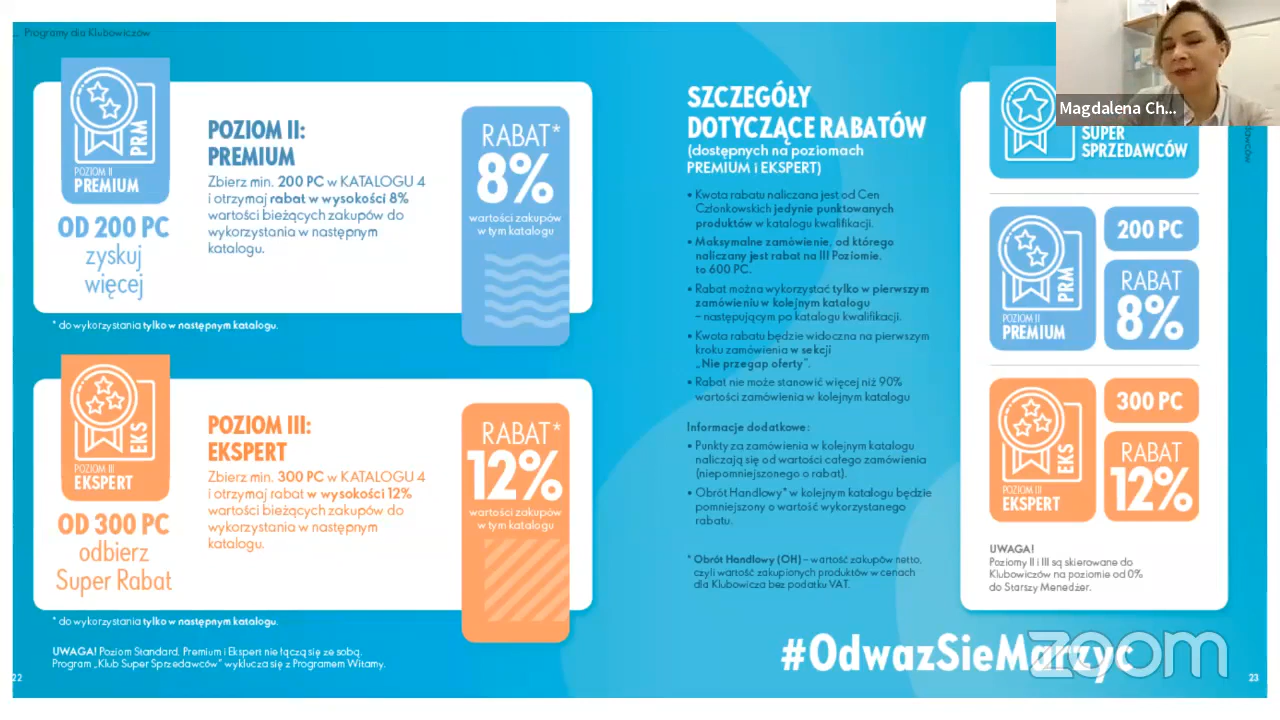 Programy dla Klubowiczów
PRM
POZIOM II
PREMIUM
OD 200 PC
zyskuj
więcej
POZIOM II:
PREMIUM
Zbierz min. 200 PC w KATALOGU 4
i otrzymaj rabat w wysokości 8%
wartości bieżących zakupów do
wykorzystania w następnym
katalogu.
RABAT*
8%
wartości zakupów
w tym katalogu
* do wykorzystania tylko w następnym katalogu.
EKS
POZIOM III
EKSPERT
OD 300 PC
odbierz
Super Rabat
POZIOM III:
EKSPERT
Zbierz min. 300 PC w KATALOGU 4
i otrzymaj rabat w wysokości 12%
wartości bieżących zakupów do
wykorzystania w następnym
katalogu.
RABAT*
12%
wartości zakupów
w tym katalogu
* do wykorzystania tylko w następnym katalogu.
UWAGA! Poziom Standard, Premium i Ekspert nie łączą się ze sobą.
Program „Klub Super Sprzedawców” wyklucza się z Programem Witamy.
22
SZCZEGÓŁY
DOTYCZĄCE RABATÓW
(dostępnych na poziomach
PREMIUM i EKSPERT)
• Kwota rabatu naliczana jest od Cen
Członkowskich jedynie punktowanych
produktów w katalogu kwalifikacji.
• Maksymalne zamówienie, od którego
naliczany jest rabat na III Poziomie,
to 600 PC.
• Rabat można wykorzystać tylko w pierwszym
zamówieniu w kolejnym katalogu
– następującym po katalogu kwalifikacji.
• Kwota rabatu będzie widoczna na pierwszym
kroku zamówienia w sekcji
„Nie przegap oferty”.
• Rabat nie może stanowić więcej niż 90%
wartości zamówienia w kolejnym katalogu
Informacje dodatkowe:
• Punkty za zamówienia w kolejnym katalogu
naliczają się od wartości całego zamówienia
(niepomniejszonego o rabat).
• Obrót Handlowy* w kolejnym katalogu będzie
pomniejszony o wartość wykorzystanego
rabatu.
* Obrót Handlowy (OH) – wartość zakupów netto,
czyli wartość zakupionych produktów w cenach
dla Klubowicza bez podatku VAT.
Magdalena Ch...
SUPER
SPRZEDAWCÓW
PRM
POZIOM II
PREMIUM
200 PC
RABAT
8%
EKS
POZIOM III
EKSPERT
300 PC
RABAT
12%
UWAGA!
Poziomy II i III są skierowane do
Klubowiczów na poziomie od 0%
do Starszy Menedżer.
#OdwazSieMarzyc
zoom
23